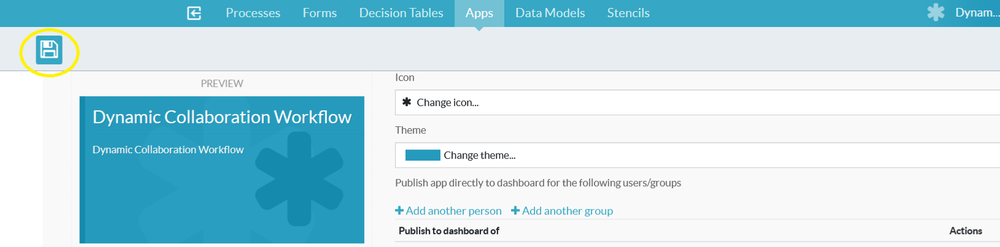 Processes Forms Decision Tables Apps Data Models Stencils Dynam...
PREVIEW
Dynamic Collaboration Workflow
Dynamic Collaboration Workflow
Icon
Change icon...
Theme
Change theme...
Publish app directly to dashboard for the following users/groups
Add another person Add another group
Publish to dashboard of Actions